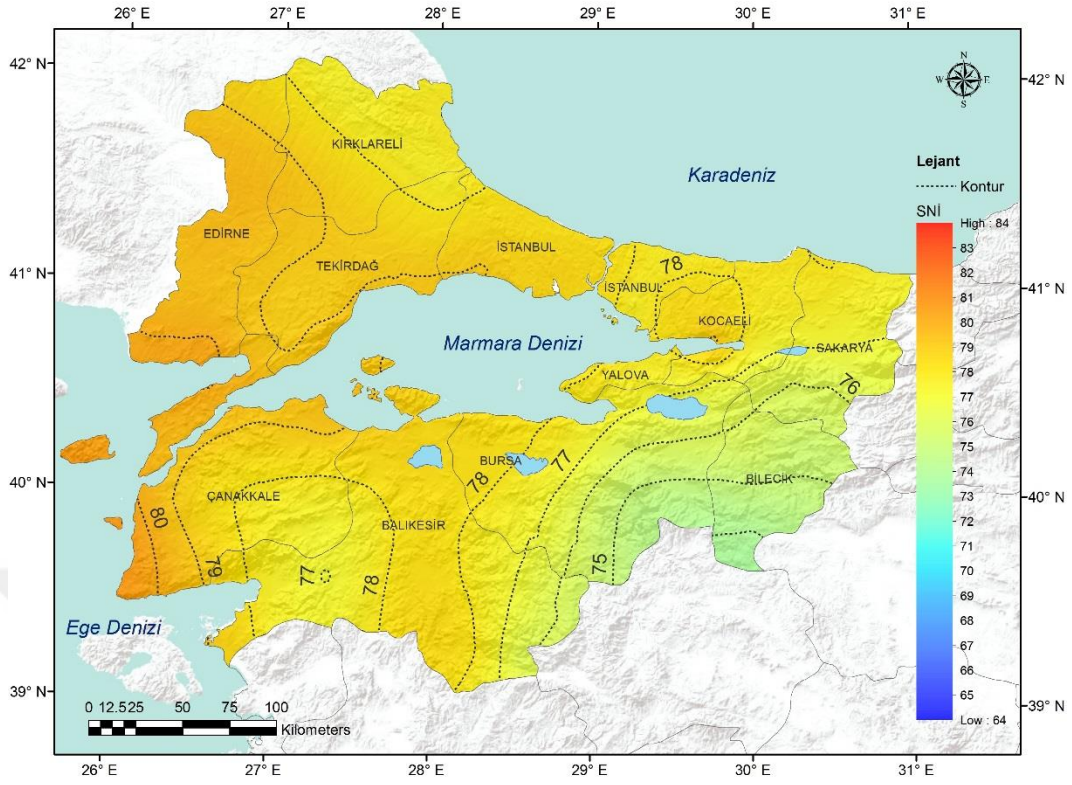 26° E 27° E 28° E 29° E 30° E 31° E
42° N
42° N
N
W E
S
KIRKLARELİ
Karadeniz
Lejant
Kontur
SNİ
High : 84
83
82
81
80
79
78
77
76
75
74
73
72
71
70
69
68
67
66
65
Low : 64
EDİRNE
İSTANBUL
TEKİRDAĞ
41° N
41° N
78
İSTANBUL
KOCAELİ
Marmara Denizi
SAKARYA
YALOVA
76
BURSA
77
78
40° N
40° N
ÇANAKKALE
BİLECİK
80
BALIKESİR
79
77
78
75
Ege Denizi
39° N
39° N
0 12.525 50 75 100
Kilometers
26° E 27° E 28° E 29° E 30° E 31° E